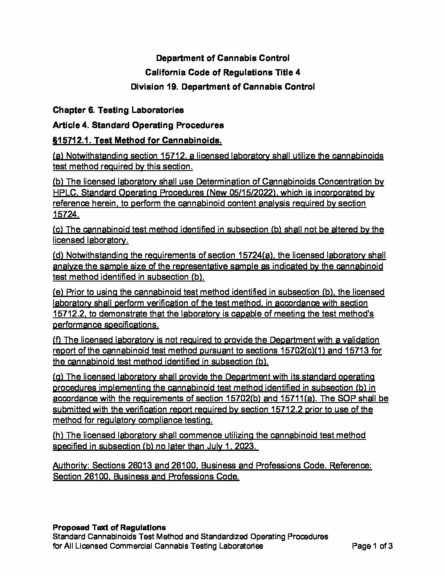 Department of Cannabis Control
California Code of Regulations Title 4
Division 19. Department of Cannabis Control
Chapter 6. Testing Laboratories
Article 4. Standard Operating Procedures
§15712.1. Test Method for Cannabinoids.
(a) Notwithstanding section 15712, a licensed laboratory shall utilize the cannabinoids
test method required by this section.
(b) The licensed laboratory shall use Determination of Cannabinoids Concentration by
HPLC, Standard Operating Procedures (New 05/15/2022), which is incorporated by
reference herein, to perform the cannabinoid content analysis required by section
15724.
(c) The cannabinoid test method identified in subsection (b) shall not be altered by the
licensed laboratory.
(d) Notwithstanding the requirements of section 15724(a), the licensed laboratory shall
analyze the sample size of the representative sample as indicated by the cannabinoid
test method identified in subsection (b).
(e) Prior to using the cannabinoid test method identified in subsection (b), the licensed
laboratory shall perform verification of the test method, in accordance with section
15712.2, to demonstrate that the laboratory is capable of meeting the test method's
performance specifications.
(f) The licensed laboratory is not required to provide the Department with a validation
report of the cannabinoid test method pursuant to sections 15702(c)(1) and 15713 for
the cannabinoid test method identified in subsection (b).
(g) The licensed laboratory shall provide the Department with its standard operating
procedures implementing the cannabinoid test method identified in subsection (b) in
accordance with the requirements of section 15702(b) and 15711(a). The SOP shall be
submitted with the verification report required by section 15712.2 prior to use of the
method for regulatory compliance testing.
(h) The licensed laboratory shall commence utilizing the cannabinoid test method
specified in subsection (b) no later than July 1, 2023.
Authority: Sections 26013 and 26100, Business and Professions Code. Reference:
Section 26100, Business and Professions Code.
Proposed Text of Regulations
Standard Cannabinoids Test Method and Standardized Operating Procedures
for All Licensed Commercial Cannabis Testing Laboratories Page 1 of 3